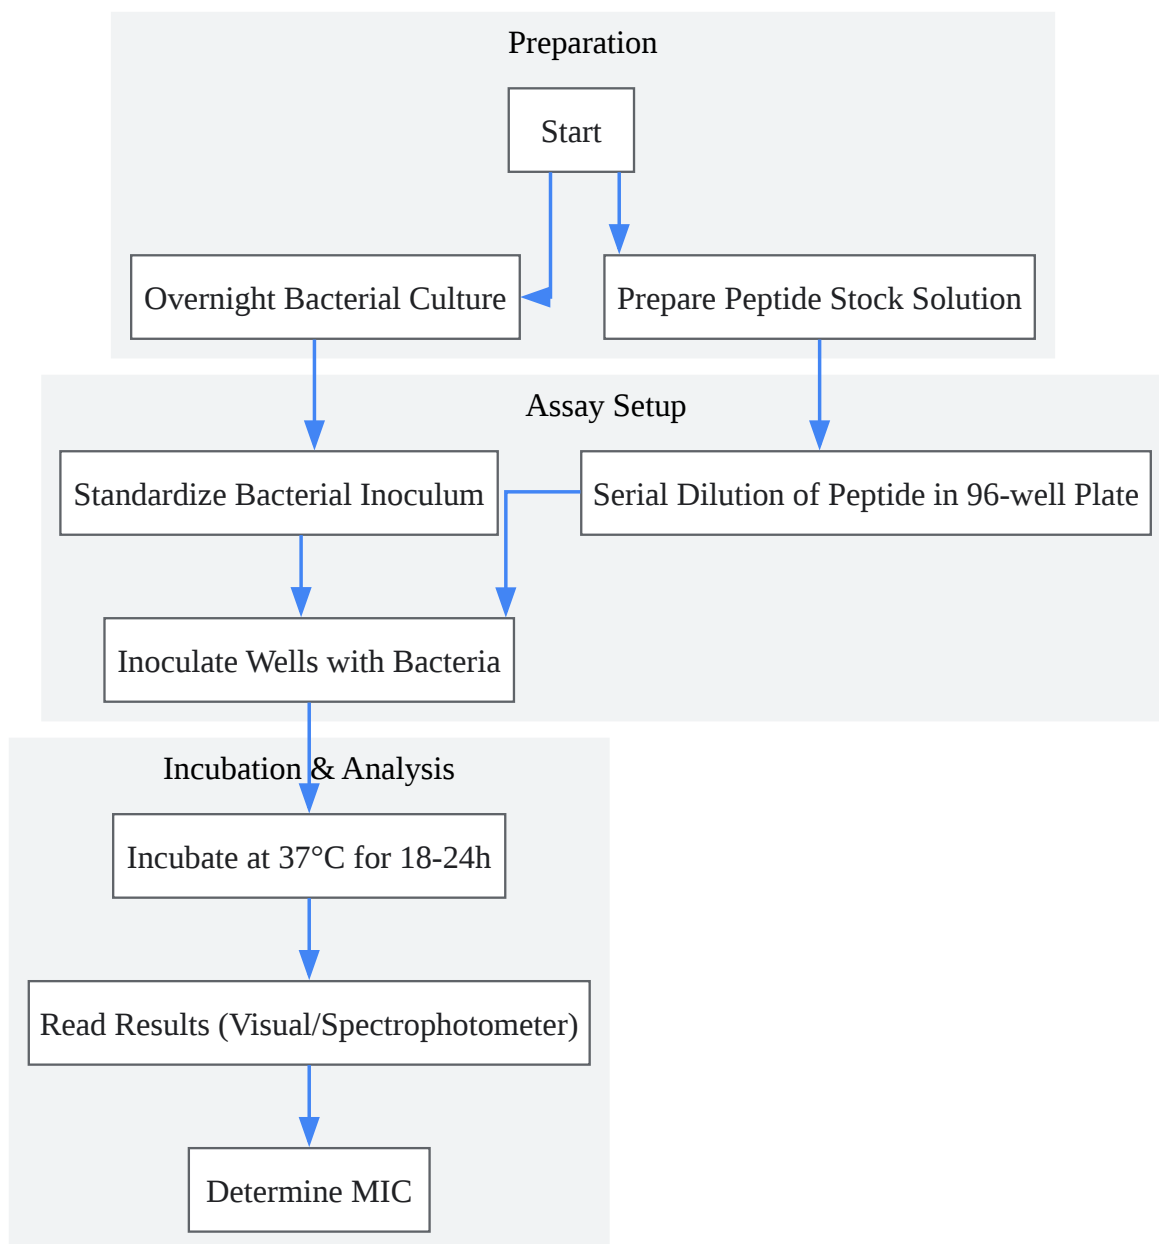 Preparation
Start
Overnight Bacterial Culture
Prepare Peptide Stock Solution
Assay Setup
Standardize Bacterial Inoculum
Serial Dilution of Peptide in 96-well Plate
Inoculate Wells with Bacteria
Incubation & Analysis
Incubate at 37°C for 18-24h
Read Results (Visual/Spectrophotometer)
Determine MIC